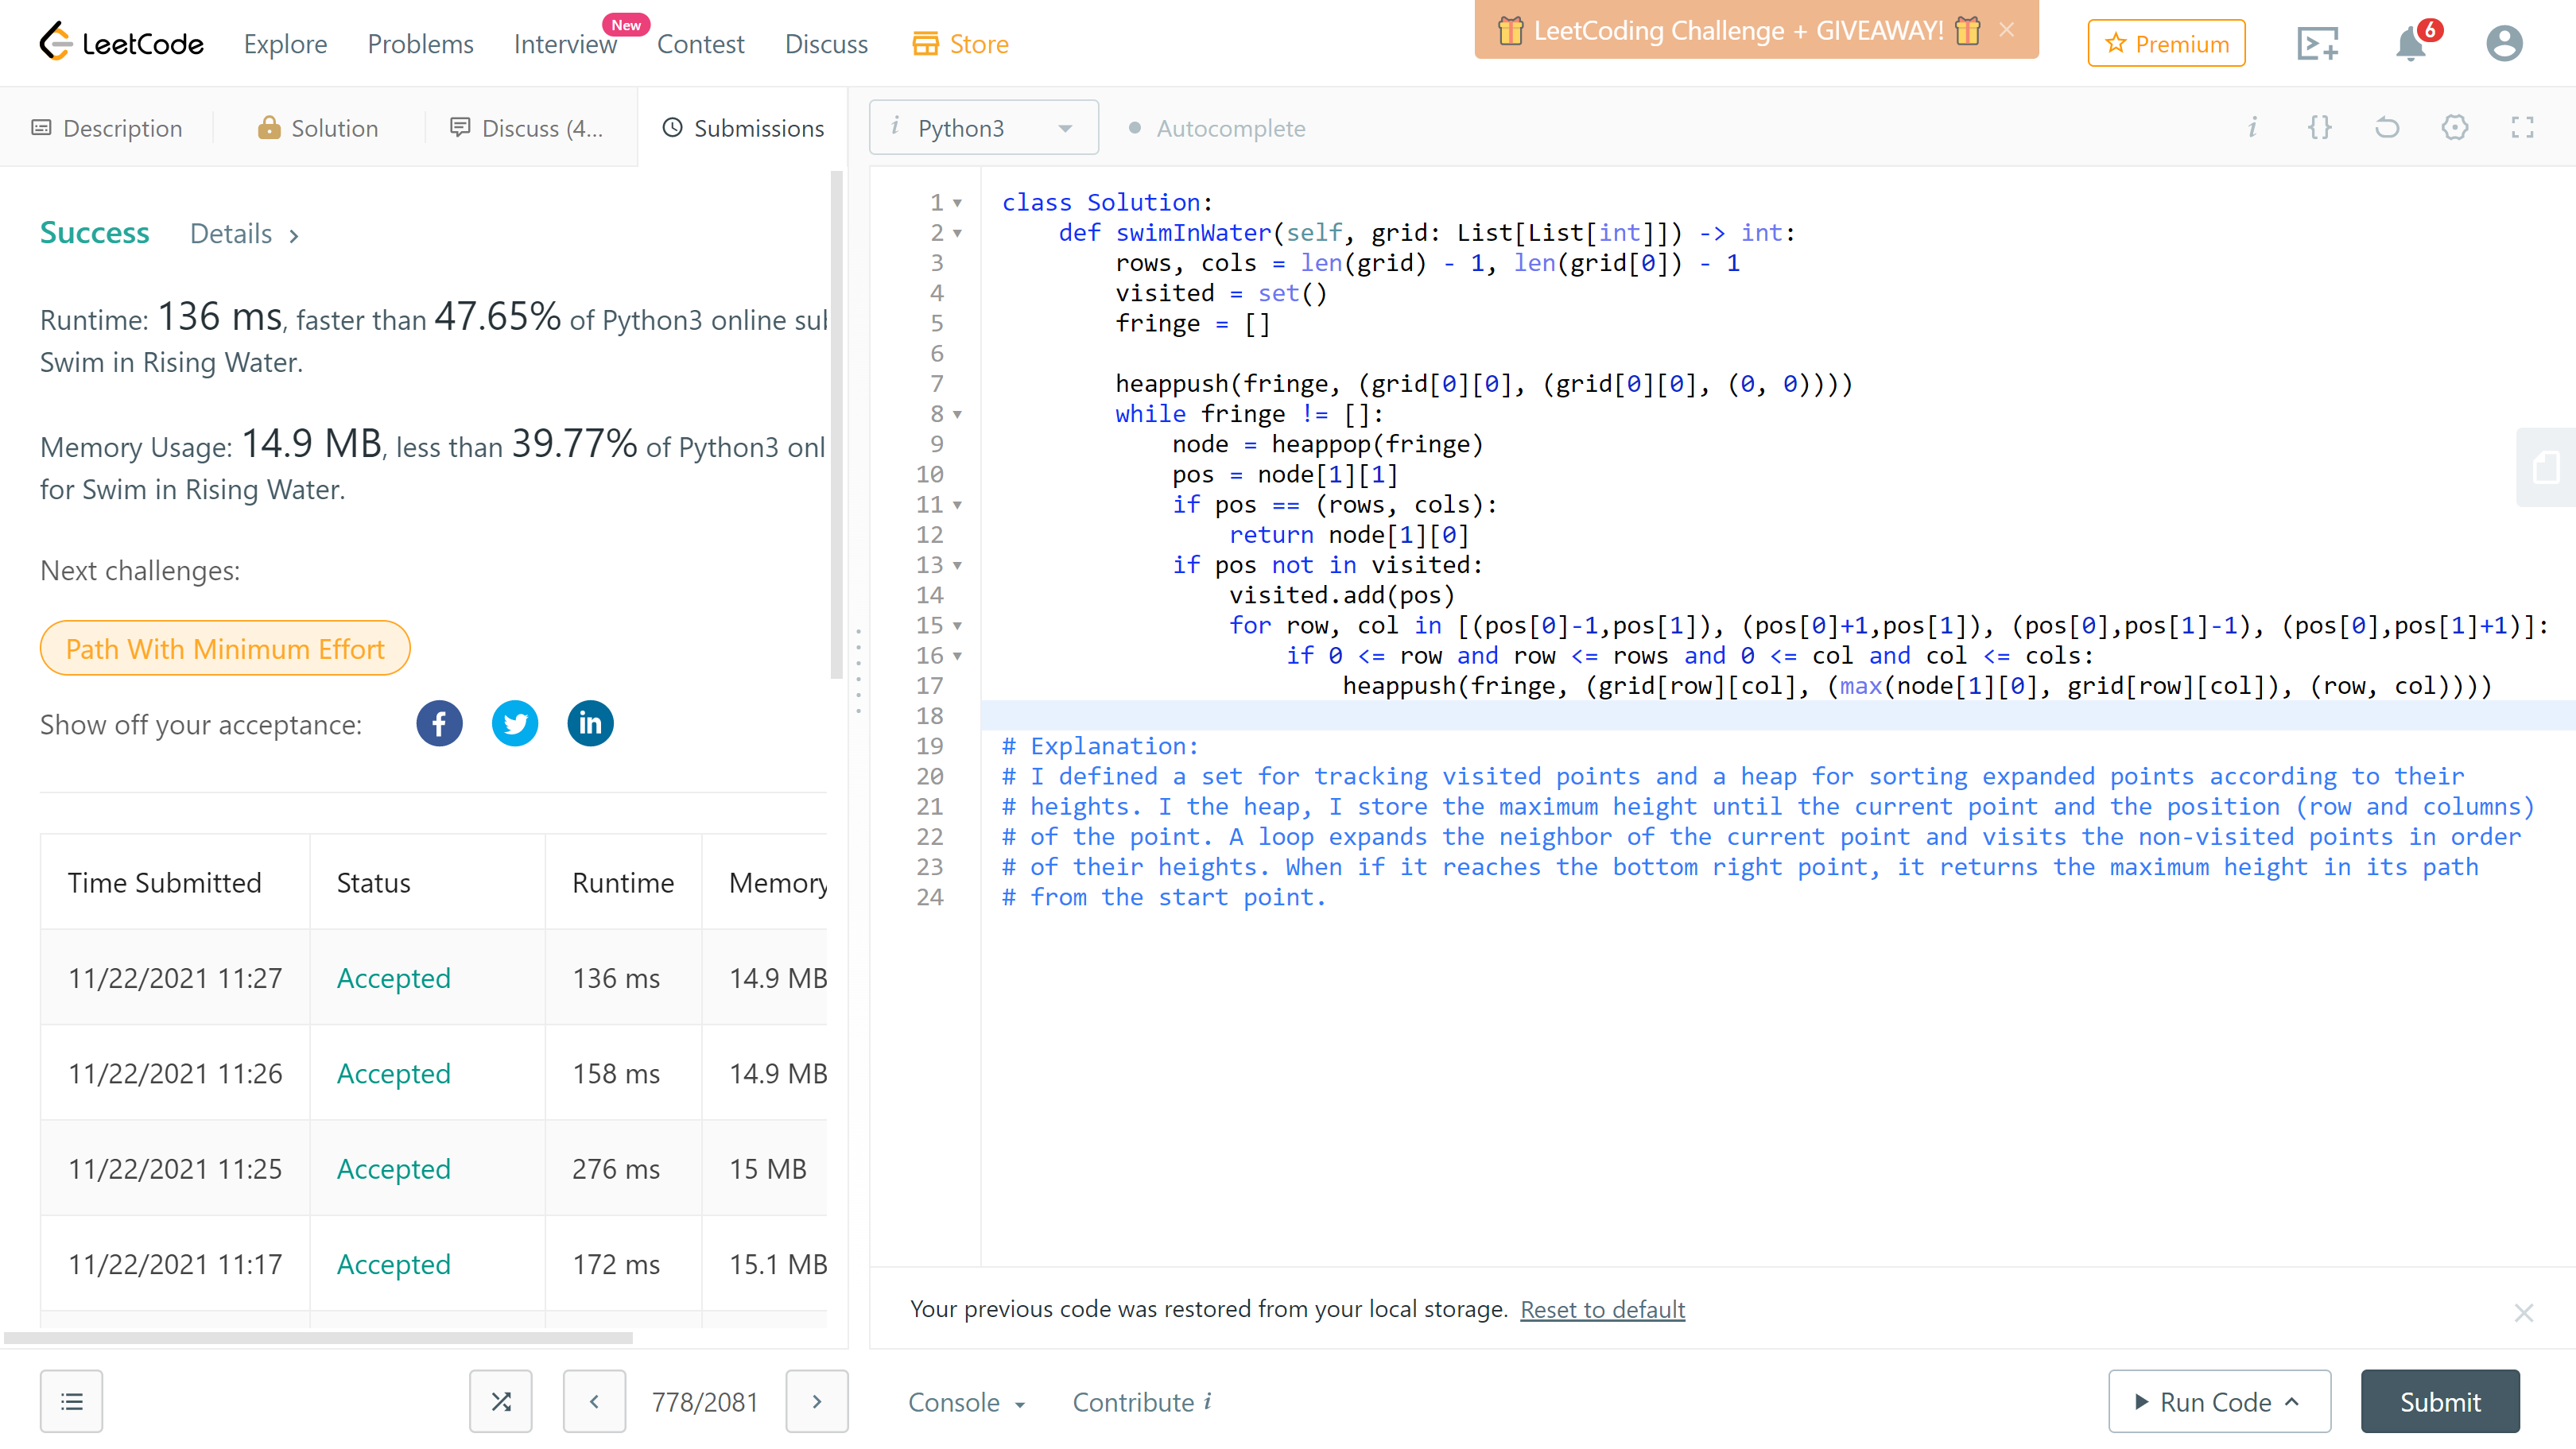 LeetCode Explore Problems Interview New Contest Discuss Store
LeetCoding Challenge + GIVEAWAY!
Premium
6
Description Solution Discuss (4... Submissions
i Python3 Autocomplete
i {}
Success Details
Runtime: 136 ms, faster than 47.65% of Python3 online
Swim in Rising Water.
Memory Usage: 14.9 MB, less than 39.77% of Python3
for Swim in Rising Water.
Next challenges:
Path With Minimum Effort
Show off your acceptance:
Time Submitted Status Runtime Memory
11/22/2021 11:27 Accepted 136 ms 14.9 MB
11/22/2021 11:26 Accepted 158 ms 14.9 MB
11/22/2021 11:25 Accepted 276 ms 15 MB
11/22/2021 11:17 Accepted 172 ms 15.1 MB
778/2081
1 class Solution:
2 def swimInWater(self, grid: List[List[int]]) -> int:
3 rows, cols = len(grid) - 1, len(grid[0]) - 1
4 visited = set()
5 fringe = []
6
7 heappush(fringe, (grid[0][0], (grid[0][0], (0, 0))))
8 while fringe != []:
9 node = heappop(fringe)
10 pos = node[1][1]
11 if pos == (rows, cols):
12 return node[1][0]
13 if pos not in visited:
14 visited.add(pos)
15 for row, col in [(pos[0]-1,pos[1]), (pos[0]+1,pos[1]), (pos[0],pos[1]-1), (pos[0],pos[1]+1)]:
16 if 0 <= row and row <= rows and 0 <= col and col <= cols:
17 heappush(fringe, (grid[row][col], (max(node[1][0], grid[row][col]), (row, col))))
18
19 # Explanation:
20 # I defined a set for tracking visited points and a heap for sorting expanded points according to their
21 # heights. I the heap, I store the maximum height until the current point and the position (row and columns)
22 # of the point. A loop expands the neighbor of the current point and visits the non-visited points in order
23 # of their heights. When if it reaches the bottom right point, it returns the maximum height in its path
24 # from the start point.
Your previous code was restored from your local storage. Reset to default
Console Contribute i
Run Code Submit